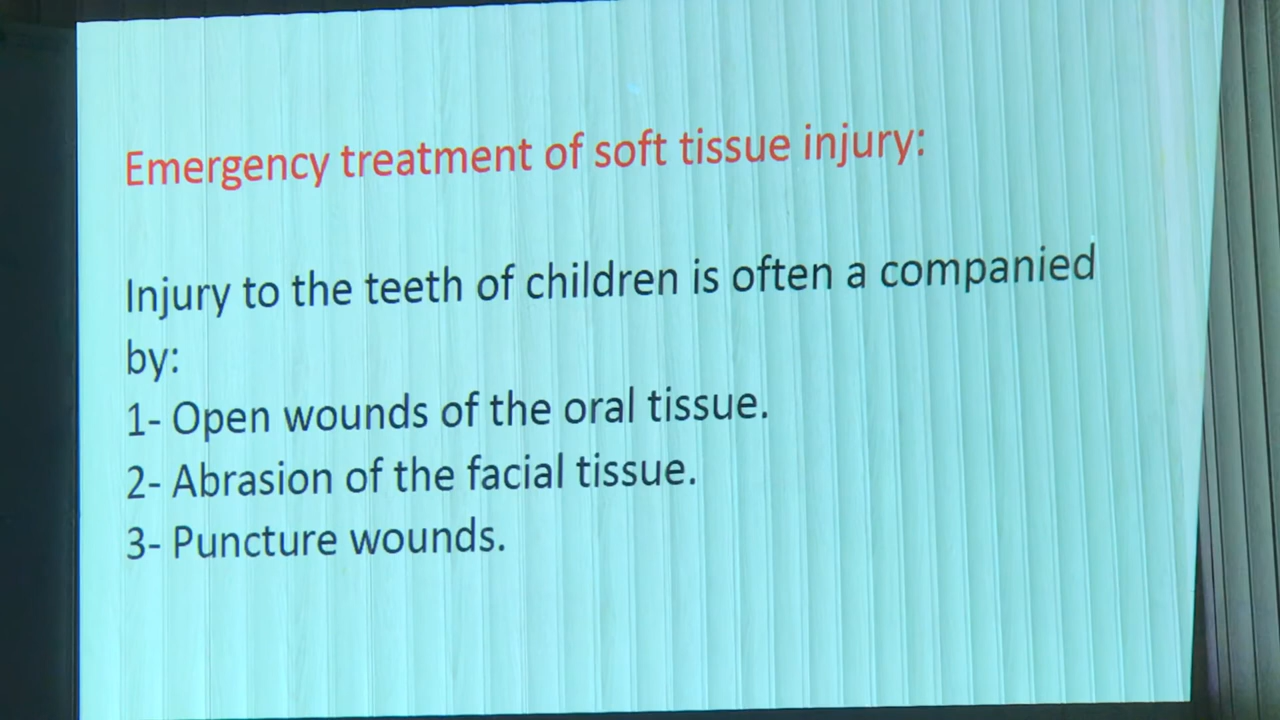 Emergency treatment of soft tissue injury:
Injury to the teeth of children is often a companied
by:
1- Open wounds of the oral tissue.
2- Abrasion of the facial tissue.
3- Puncture wounds.